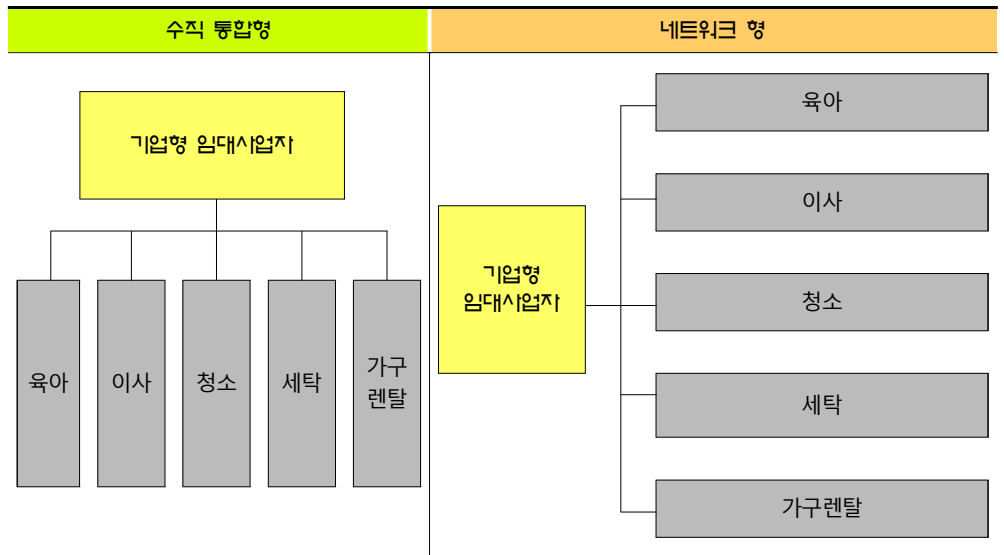 수직 통합형
네트워크 형
기업형 임대사업자
육아
이사
청소
세탁
가구
렌탈
기업형
임대사업자
육아
이사
청소
세탁
가구렌탈